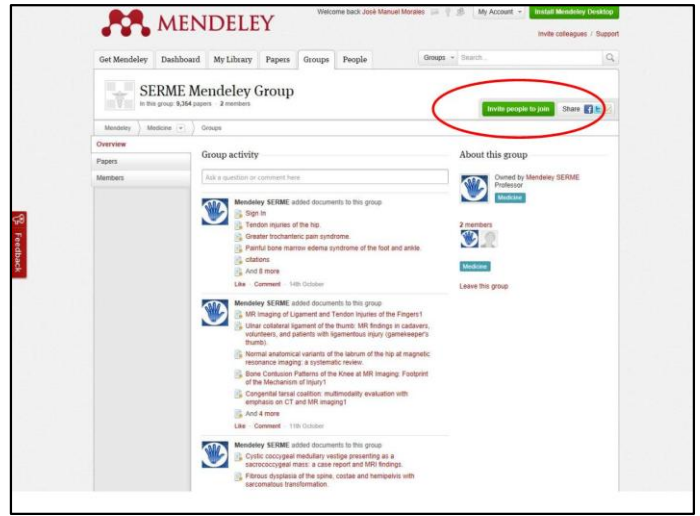 MENDELEY
Welcome back José Manuel Morales
My Account
Install Mendeley Desktop
Invite colleagues | Support
Get Mendeley Dashboard My Library Papers Groups People
Groups Search...
SERME Mendeley Group
In this group: 9,354 papers · 2 members
Invite people to join
Share
Mendeley Medicine Groups
Overview
Papers
Members
Feedback
Group activity
Ask a question or comment here
Mendeley SERME added documents to this group
Sign In
Tendon injuries of the hip.
Greater trochanteric pain syndrome.
Painful bone marrow edema syndrome of the foot and ankle.
citations
And 8 more
Like · Comment · 14th October
Mendeley SERME added documents to this group
MR Imaging of Ligament and Tendon Injuries of the Fingers1
Ulnar collateral ligament of the thumb: MR findings in cadavers,
volunteers, and patients with ligamentous injury (gamekeeper's
thumb).
Normal anatomical variants of the labrum of the hip at magnetic
resonance imaging: a systematic review.
Bone Contusion Patterns of the Knee at MR Imaging: Footprint
of the Mechanism of Injury1
Congenital tarsal coalition: multimodality evaluation with
emphasis on CT and MR imaging1
And 4 more
Like · Comment · 11th October
Mendeley SERME added documents to this group
Cystic coccygeal medullary vestige presenting as a
sacrococcygeal mass: a case report and MRI findings.
Fibrous dysplasia of the spine, costae and hemipelvis with
sarcomatous transformation.
About this group
Owned by Mendeley SERME
Professor
Medicine
2 members
Medicine
Leave this group